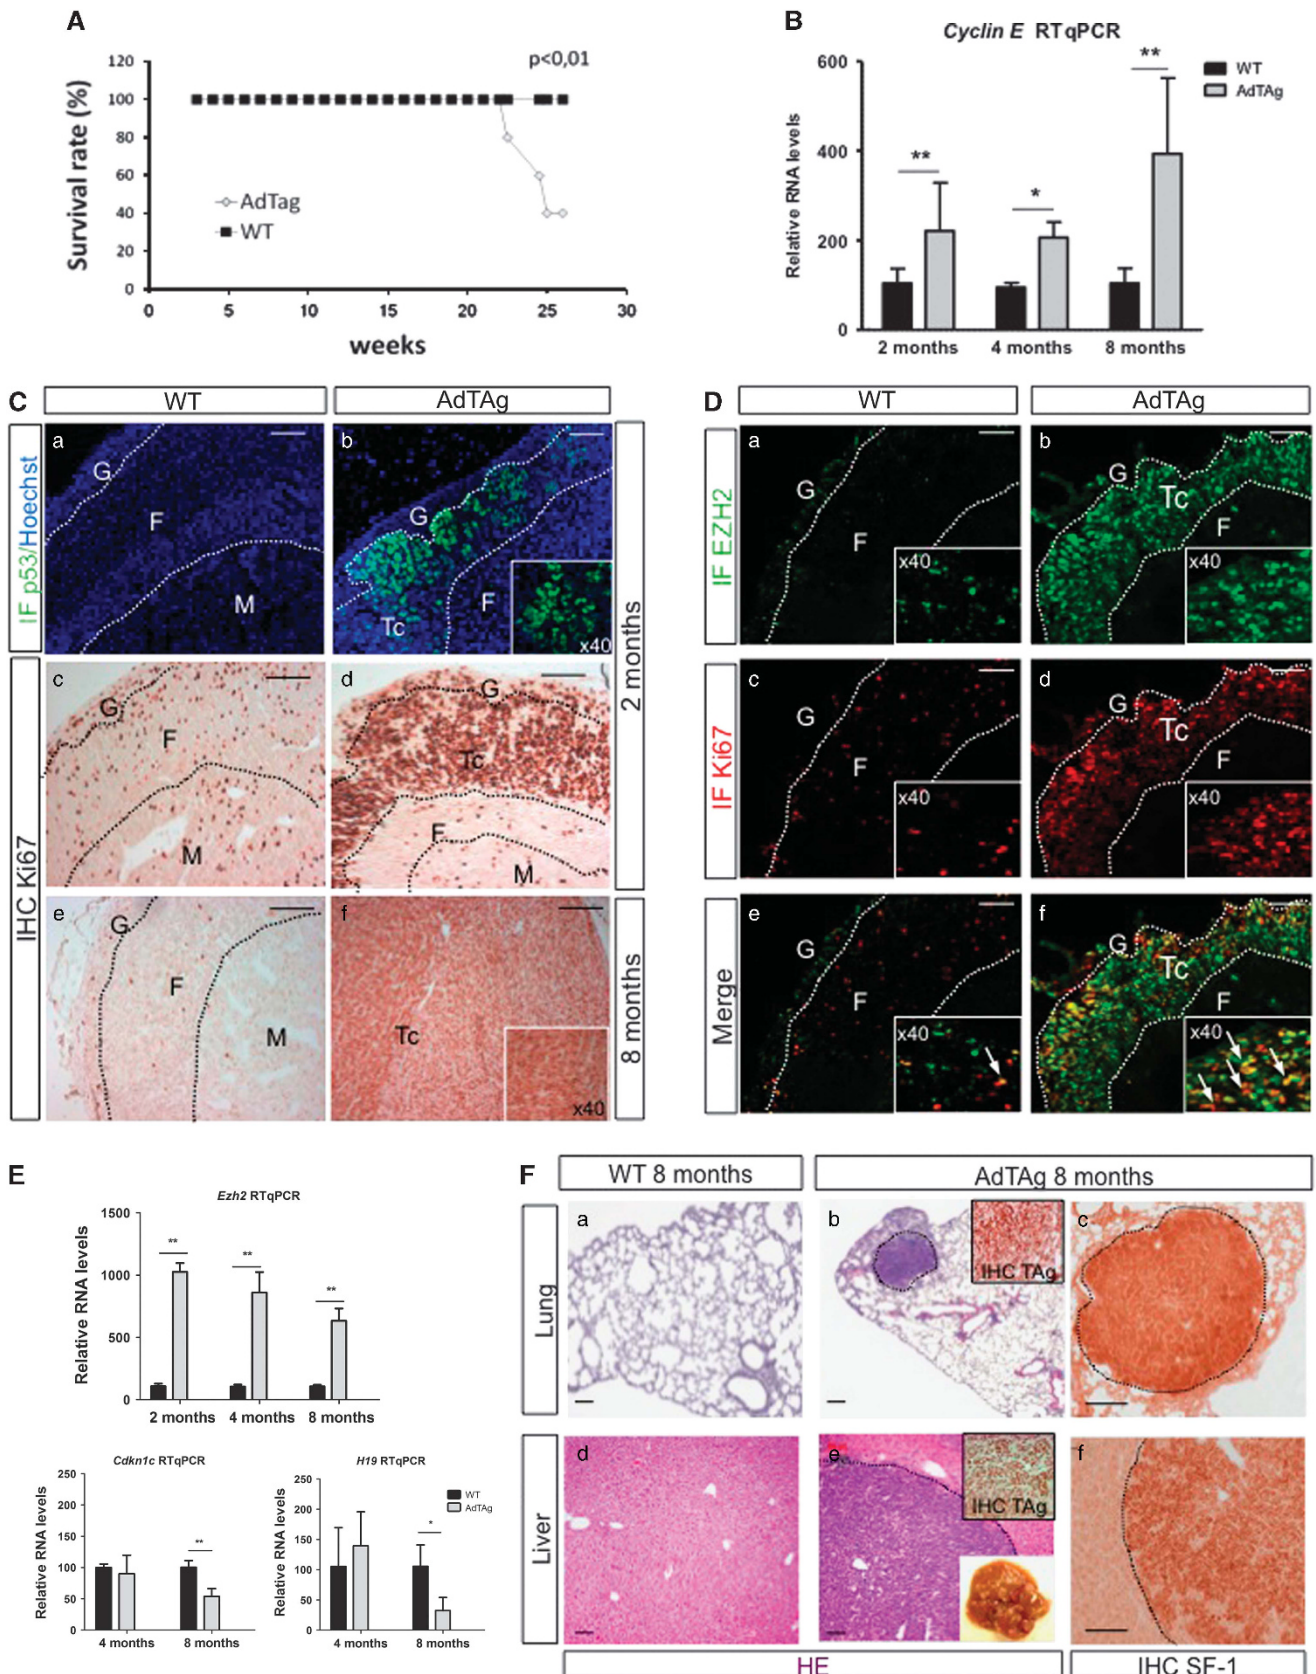 A
Survival rate (%)
120
100
80
60
40
20
0
p<0,01
AdTag
WT
0 5 10 15 20 25 30
weeks
B
Cyclin E RTqPCR
Relative RNA levels
600
400
200
0
**
*
**
WT
AdTAg
2 months 4 months 8 months
C
WT
AdTAg
IF p53/Hoechst
a
G
F
M
b
G
F
Tc
x40
2 months
IHC Ki67
c
G
F
M
d
G
Tc
F
M
e
G
F
M
f
Tc
x40
8 months
D
WT
AdTAg
IF EZH2
a
G
F
x40
b
G
Tc
F
x40
IF Ki67
c
G
F
x40
d
G
Tc
F
x40
Merge
e
G
F
x40
f
G
Tc
F
x40
E
Ezh2 RTqPCR
Relative RNA levels
1500
1000
500
0
**
**
**
2 months 4 months 8 months
Cdkn1c RTqPCR
Relative RNA levels
250
200
150
100
50
0
**
4 months 8 months
H19 RTqPCR
Relative RNA levels
250
200
150
100
50
0
*
WT
AdTAg
4 months 8 months
F
WT 8 months
AdTAg 8 months
Lung
a
b
IHC TAg
c
Liver
d
e
IHC TAg
f
HE
IHC SF-1